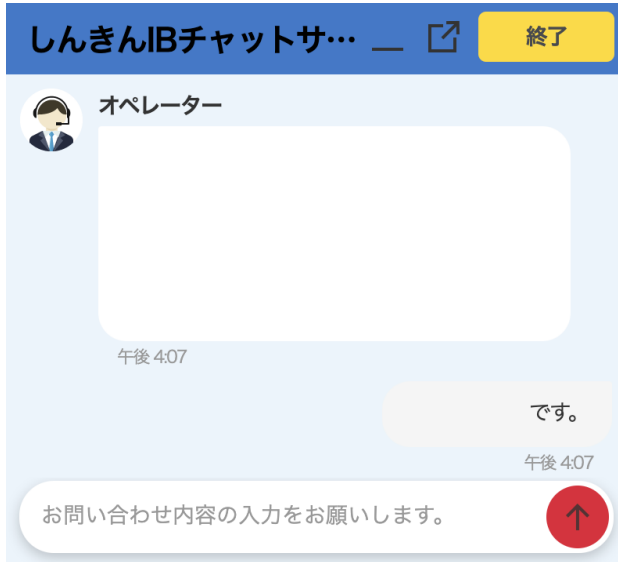 しんきんIBチャットサ…
終了
オペレーター
午後 4:07
です。
午後 4:07
お問い合わせ内容の入力をお願いします。